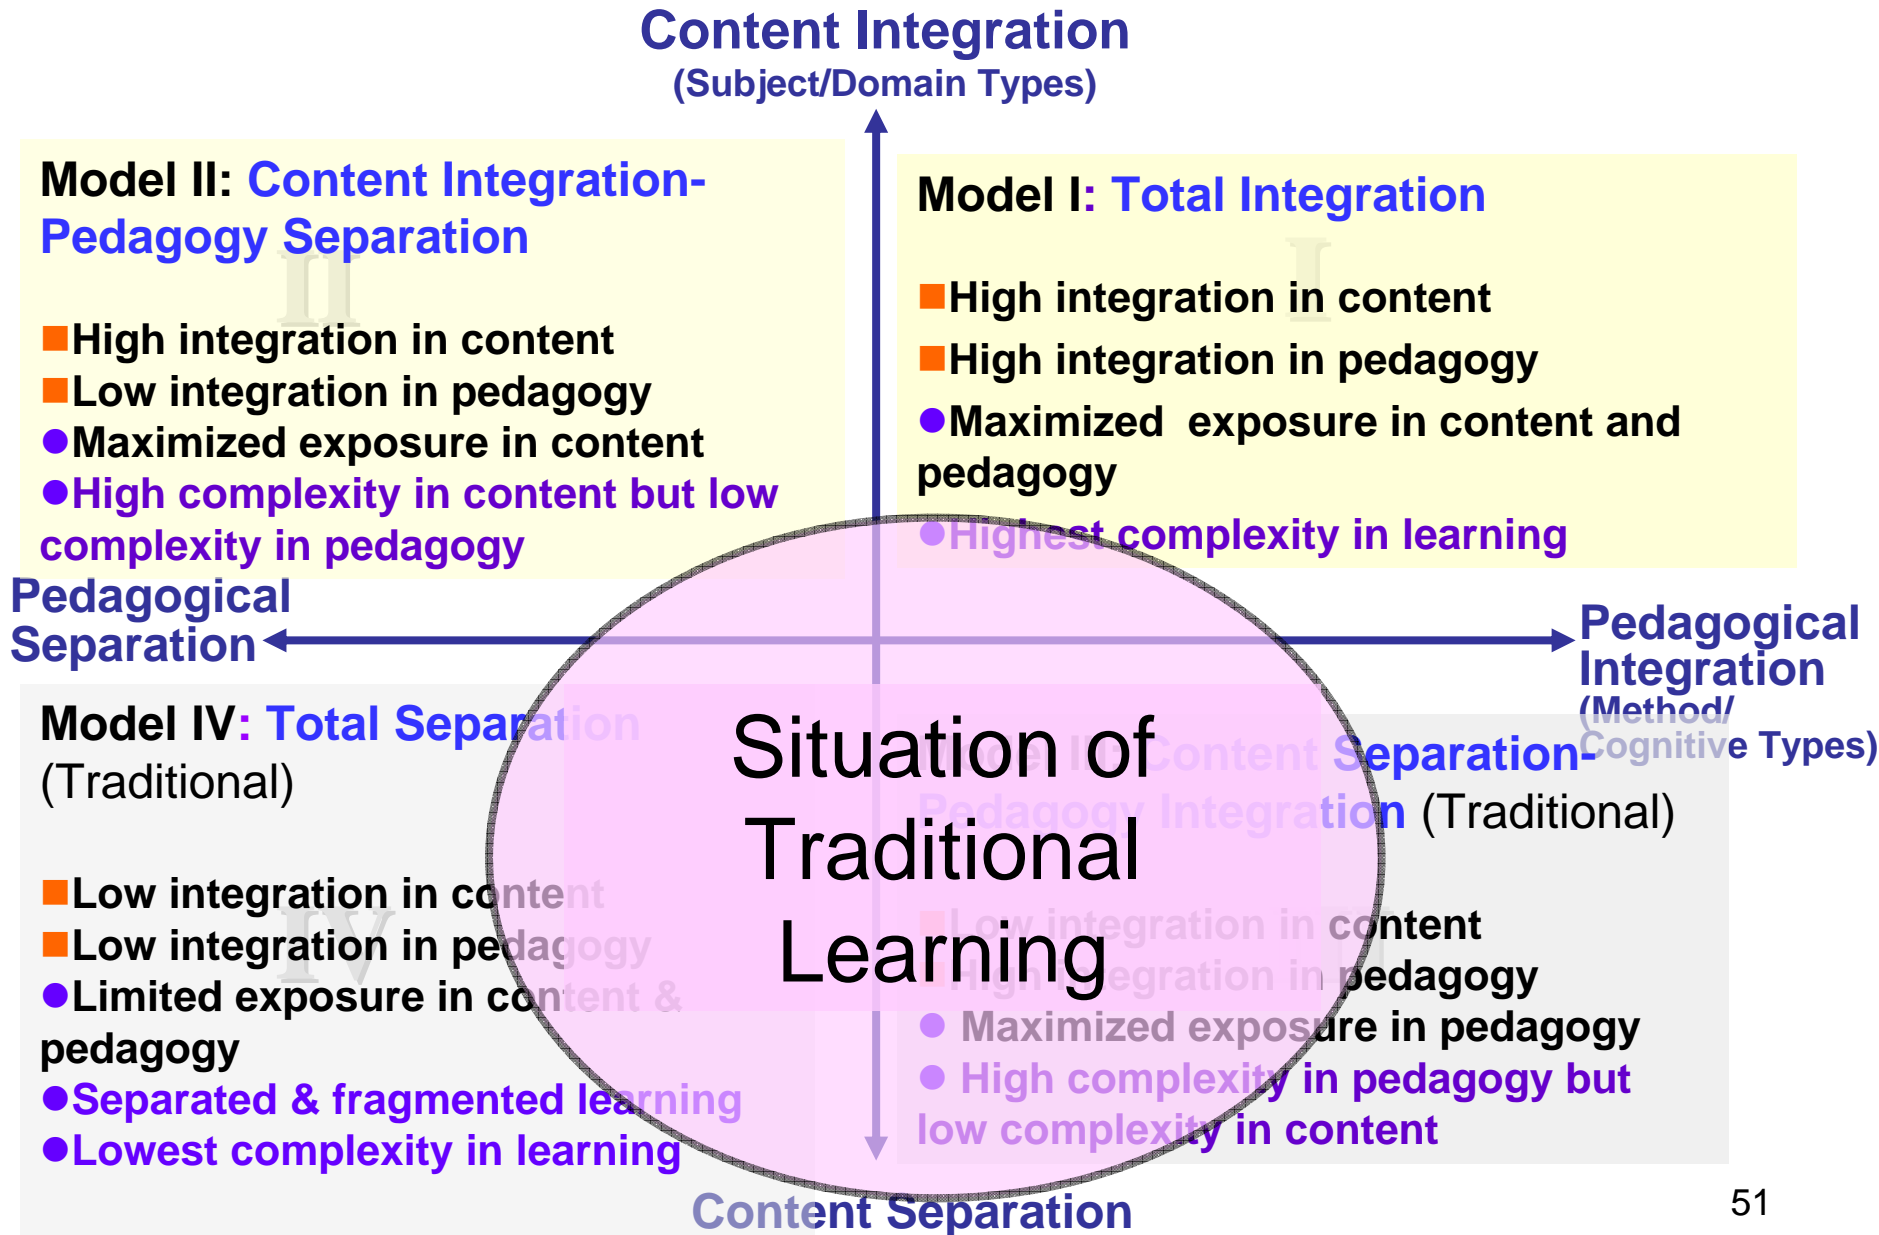 Content Integration
(Subject/Domain Types)
Model II: Content Integration-
Pedagogy Separation
II
■High integration in content
■Low integration in pedagogy
●Maximized exposure in content
●High complexity in content but low
complexity in pedagogy
Model I: Total Integration
I
■High integration in content
■High integration in pedagogy
●Maximized  exposure in content and
pedagogy
●Highest complexity in learning
Pedagogical
Separation
Pedagogical
Integration
(Method/
Cognitive Types)
Model IV: Total Separation
(Traditional)
IV
■Low integration in content
■Low integration in pedagogy
●Limited exposure in content &
pedagogy
●Separated & fragmented learning
●Lowest complexity in learning
Situation of
Traditional
Learning
Model III: Content Separation-
Pedagogy Integration (Traditional)
■Low integration in content
■High integration in pedagogy
● Maximized exposure in pedagogy
● High complexity in pedagogy but
low complexity in content
Content Separation
51